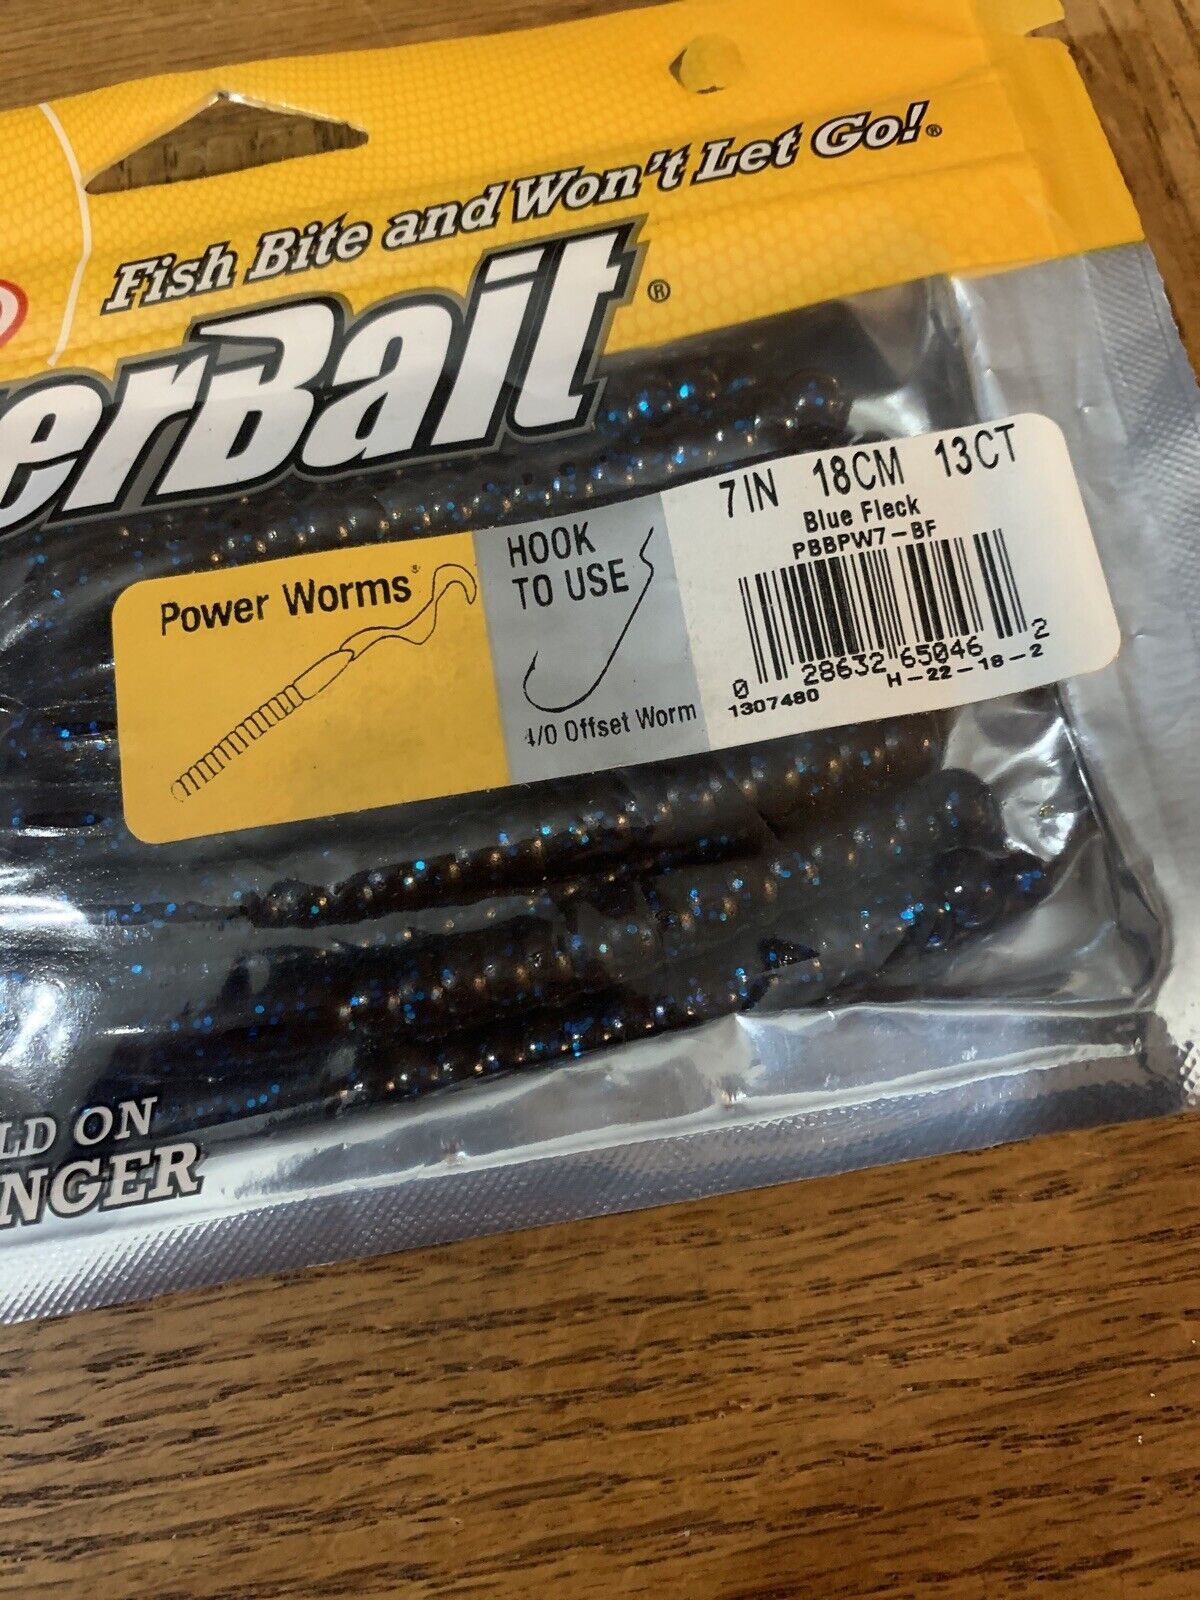 Fish Bite and Won't Let Go!®
erBait®
7IN 18CM 13CT
Blue Fleck
PBBPW7-BF
0 28632 65046 2
1307480 H-22-18-2
Power Worms®
HOOK
TO USE
4/0 Offset Worm
LD ON
NGER